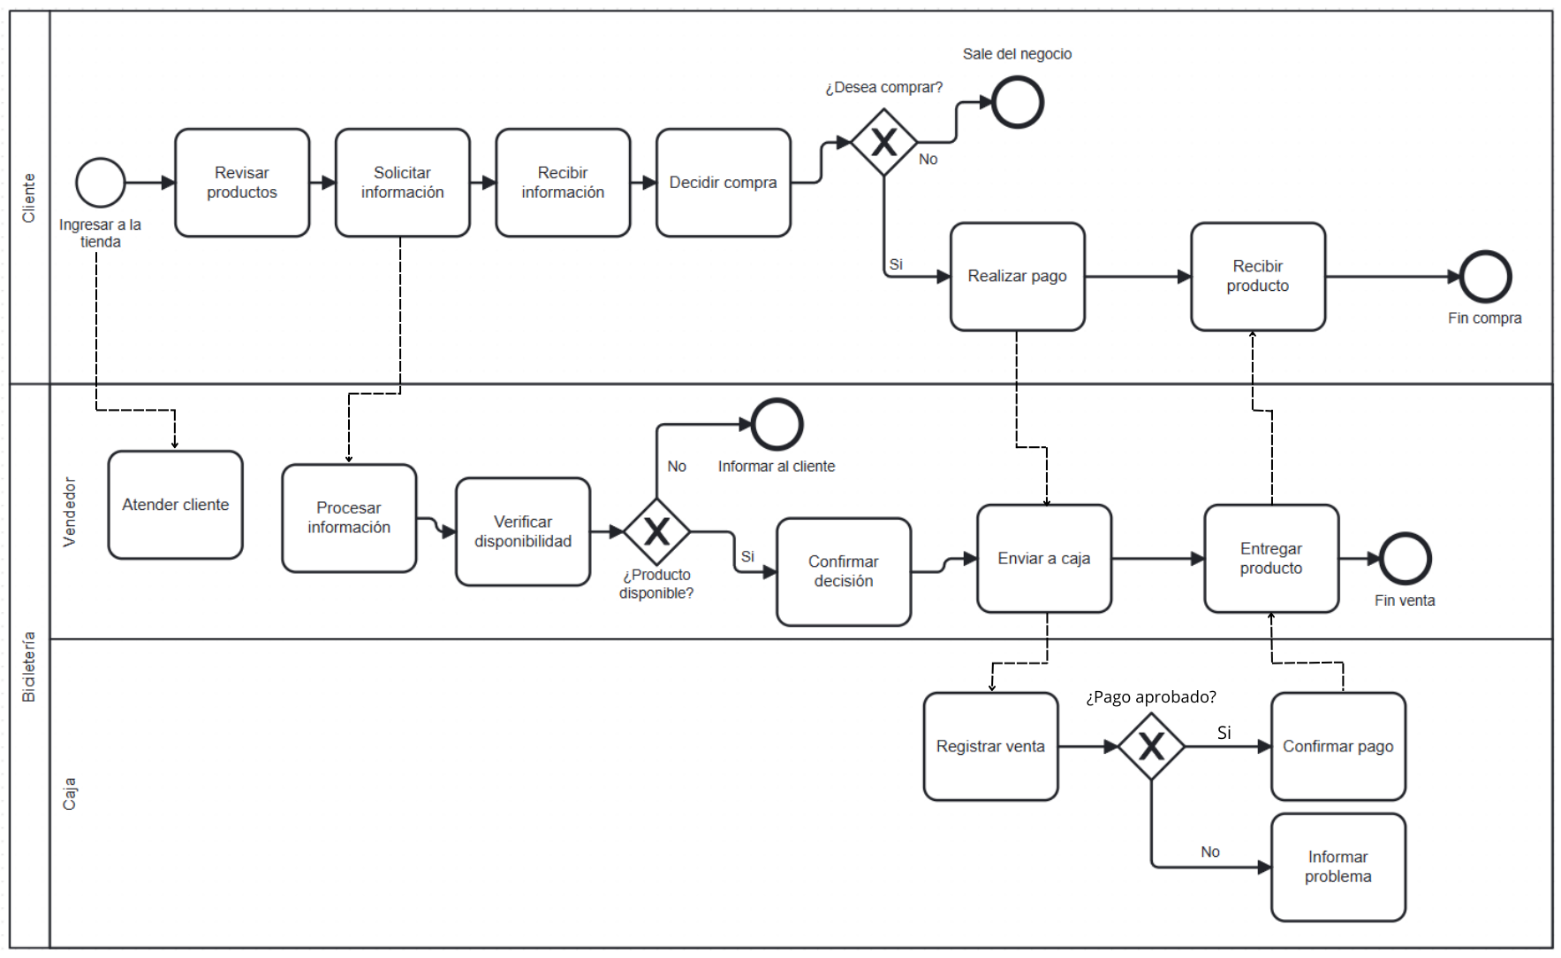 Cliente
Sale del negocio
¿Desea comprar?
No
Revisar
productos
Solicitar
información
Recibir
información
Decidir compra
Ingresar a la
tienda
Si
Realizar pago
Recibir
producto
Fin compra
Biciletería
Vendedor
No
Informar al cliente
Atender cliente
Procesar
información
Verificar
disponibilidad
¿Producto
disponible?
Si
Confirmar
decisión
Enviar a caja
Entregar
producto
Fin venta
Caja
¿Pago aprobado?
Registrar venta
Si
Confirmar pago
No
Informar
problema